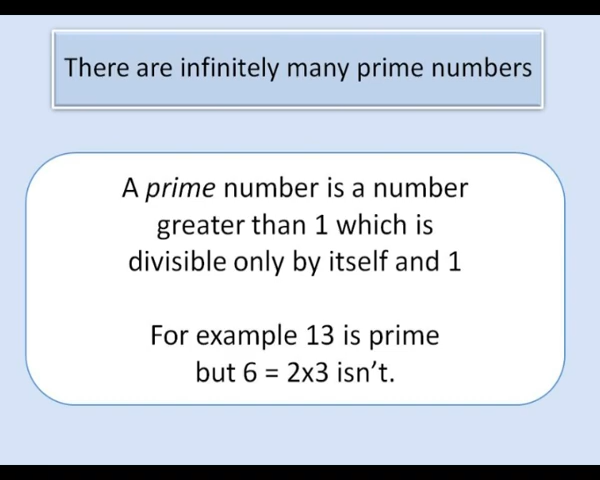 There are infinitely many prime numbers
A prime number is a number
greater than 1 which is
divisible only by itself and 1
For example 13 is prime
but 6 = 2x3 isn’t.